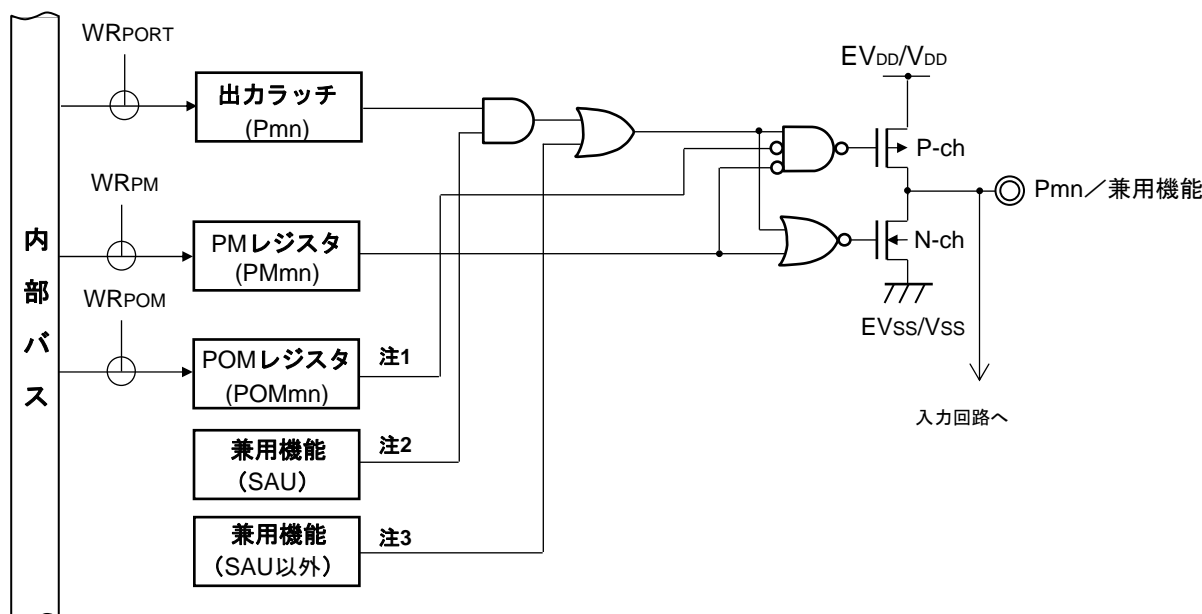 WRPORT
出力ラッチ
(Pmn)
EVDD/VDD
P-ch
Pmn／兼用機能
WRPM
PMレジスタ
(PMmn)
N-ch
EVSS/VSS
内部バス
WRPOM
POMレジスタ
(POMmn)
注1
入力回路へ
兼用機能
（SAU）
注2
兼用機能
（SAU以外）
注3